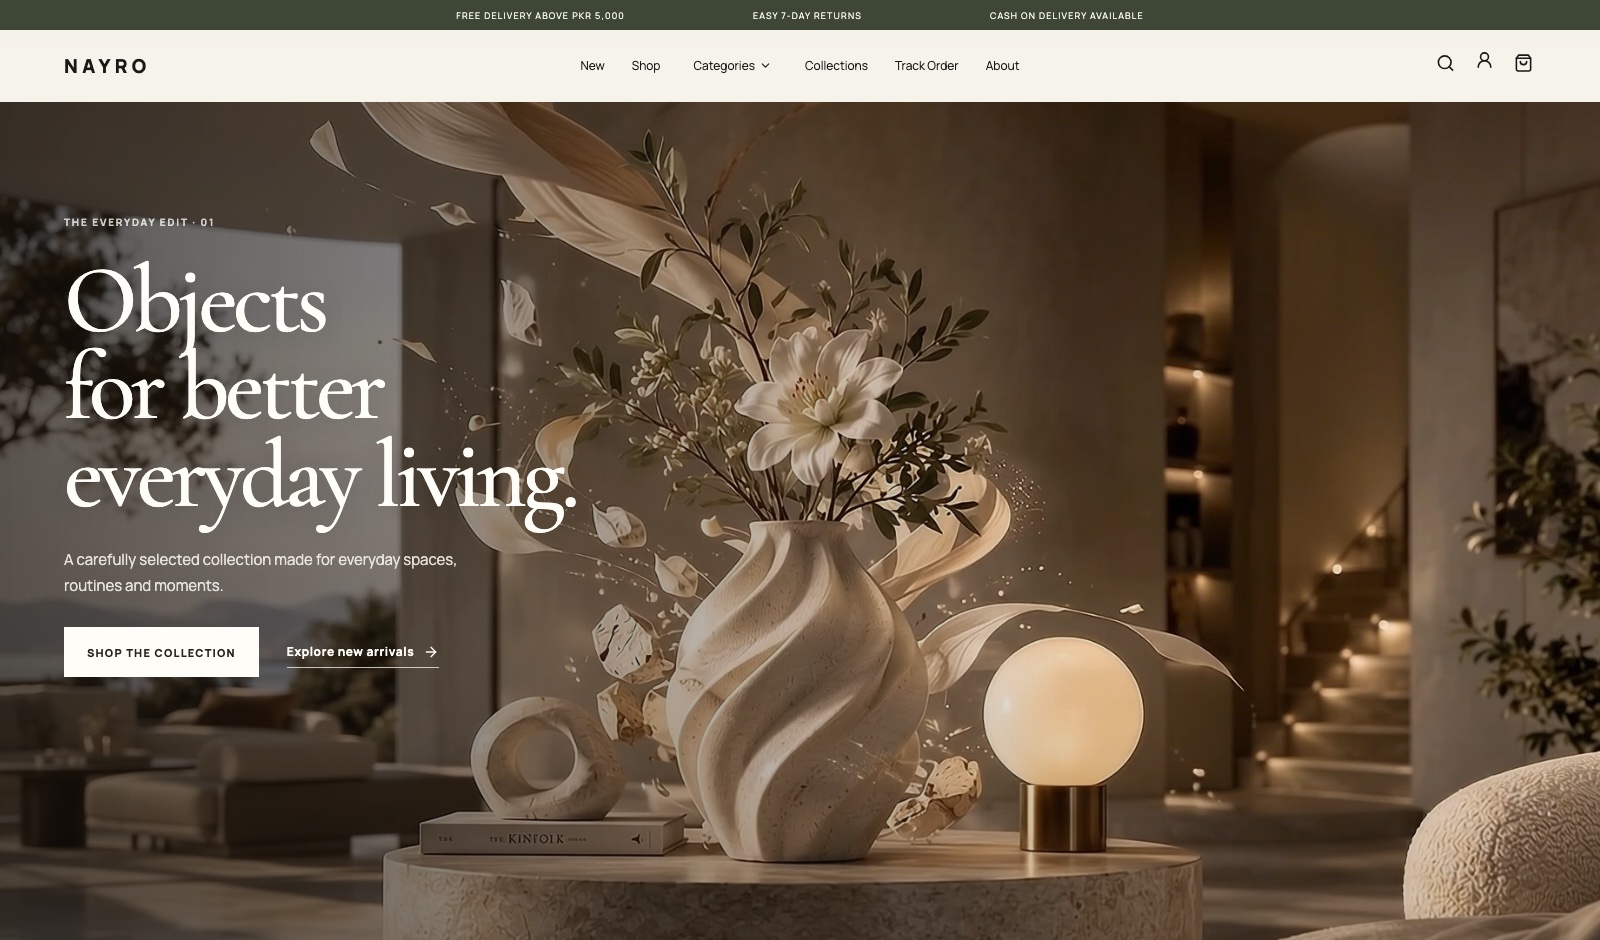 FREE DELIVERY ABOVE PKR 5,000
EASY 7-DAY RETURNS
CASH ON DELIVERY AVAILABLE
NAYRO
New
Shop
Categories
Collections
Track Order
About
THE EVERYDAY EDIT · 01
Objects
for better
everyday living.
A carefully selected collection made for everyday spaces,
routines and moments.
SHOP THE COLLECTION
Explore new arrivals
THE KINFOLK